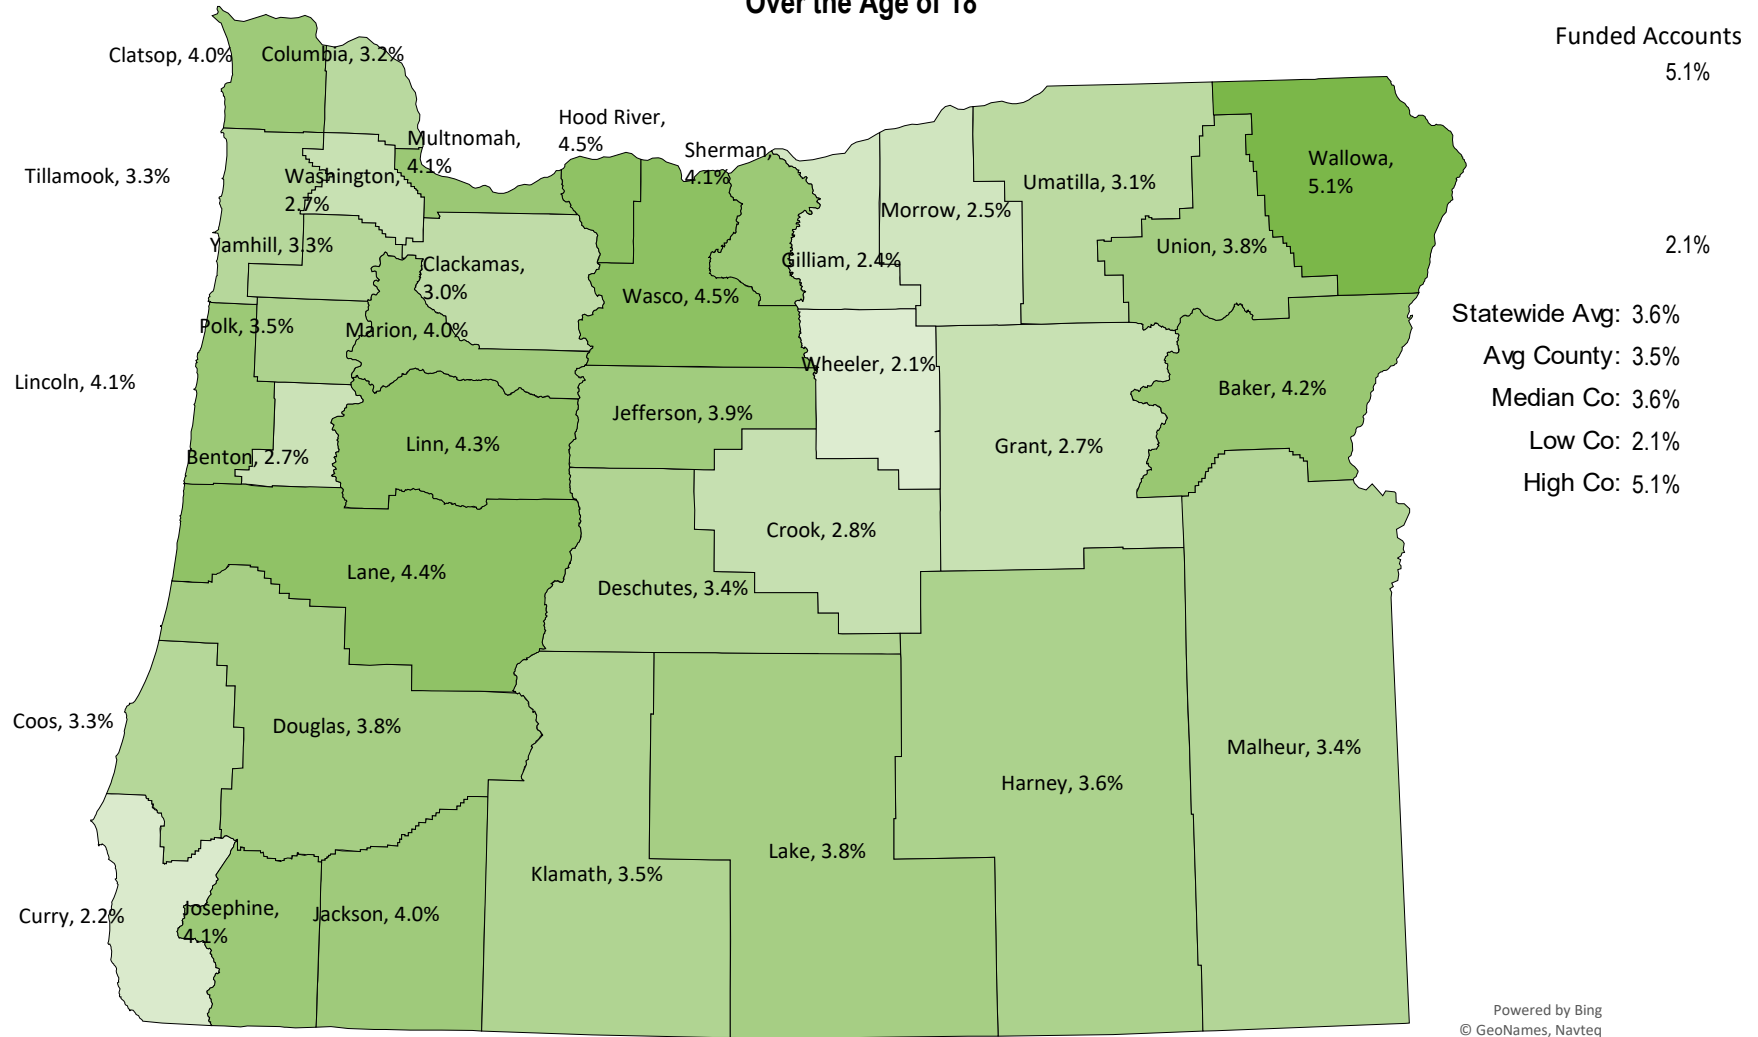 Over the Age of 18
Funded Accounts
5.1%
2.1%
Clatsop, 4.0%
Columbia, 3.2%
Hood River,
4.5%
Multnomah,
4.1%
Sherman,
4.1%
Wallowa,
5.1%
Tillamook, 3.3%
Washington,
2.7%
Umatilla, 3.1%
Morrow, 2.5%
Yamhill, 3.3%
Union, 3.8%
Clackamas,
3.0%
Gilliam, 2.4%
Wasco, 4.5%
Polk, 3.5%
Marion, 4.0%
Wheeler, 2.1%
Lincoln, 4.1%
Baker, 4.2%
Jefferson, 3.9%
Linn, 4.3%
Grant, 2.7%
Benton, 2.7%
Crook, 2.8%
Lane, 4.4%
Deschutes, 3.4%
Coos, 3.3%
Douglas, 3.8%
Malheur, 3.4%
Harney, 3.6%
Lake, 3.8%
Klamath, 3.5%
Curry, 2.2%
Josephine,
4.1%
Jackson, 4.0%
Statewide Avg: 3.6%
Avg County: 3.5%
Median Co: 3.6%
Low Co: 2.1%
High Co: 5.1%
Powered by Bing
© GeoNames, Navteq